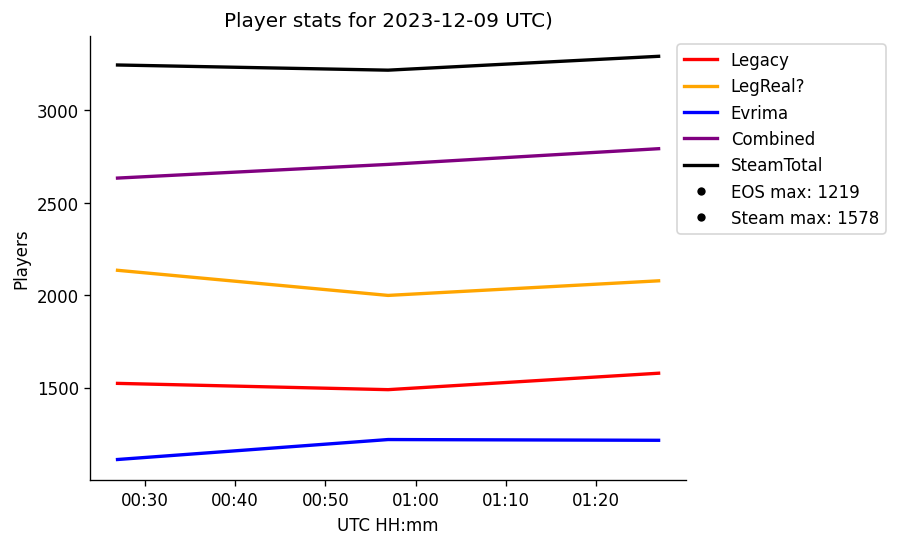 Player stats for 2023-12-09 UTC)
Legacy
LegReal?
Evrima
Combined
SteamTotal
EOS max: 1219
Steam max: 1578
3000
2500
2000
1500
Players
00:30
00:40
00:50
01:00
01:10
01:20
UTC HH:mm